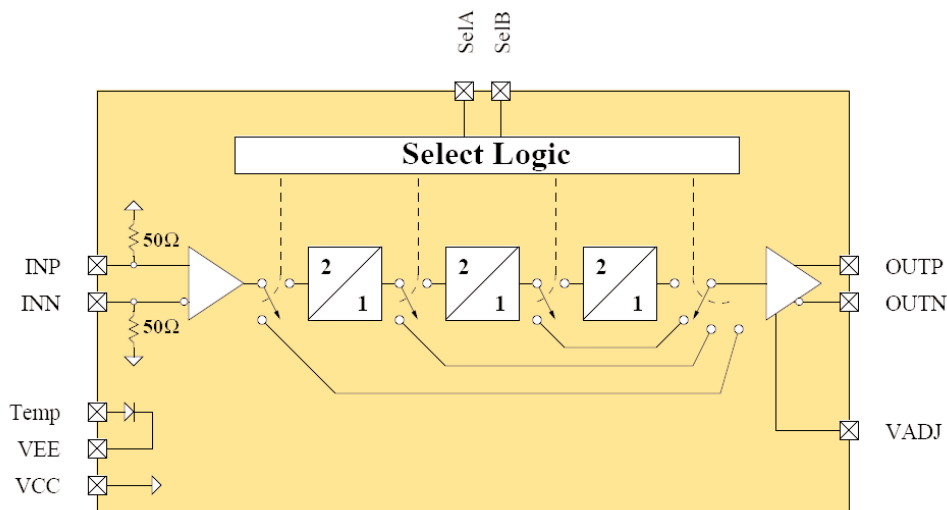 SelA
SelB
Select Logic
50Ω
INP
INN
50Ω
2
1
2
1
2
1
OUTP
OUTN
Temp
VEE
VCC
VADJ